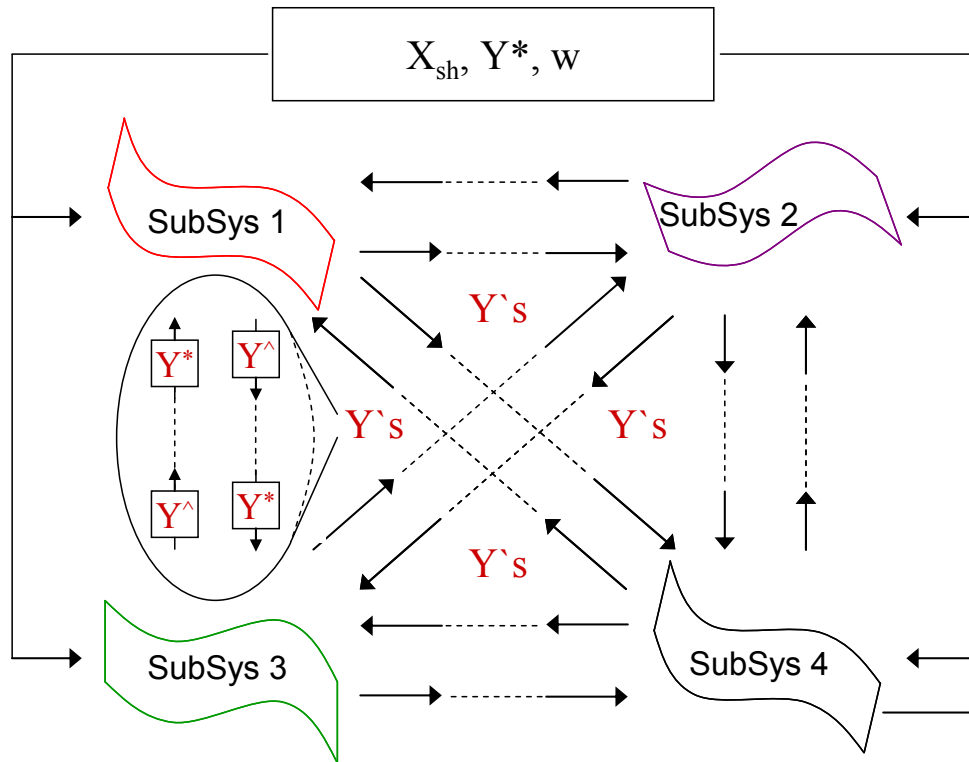 X_sh, Y*, w
SubSys 1
SubSys 2
Y`s
Y*
Y^
Y`s
Y`s
Y^
Y*
Y`s
SubSys 3
SubSys 4